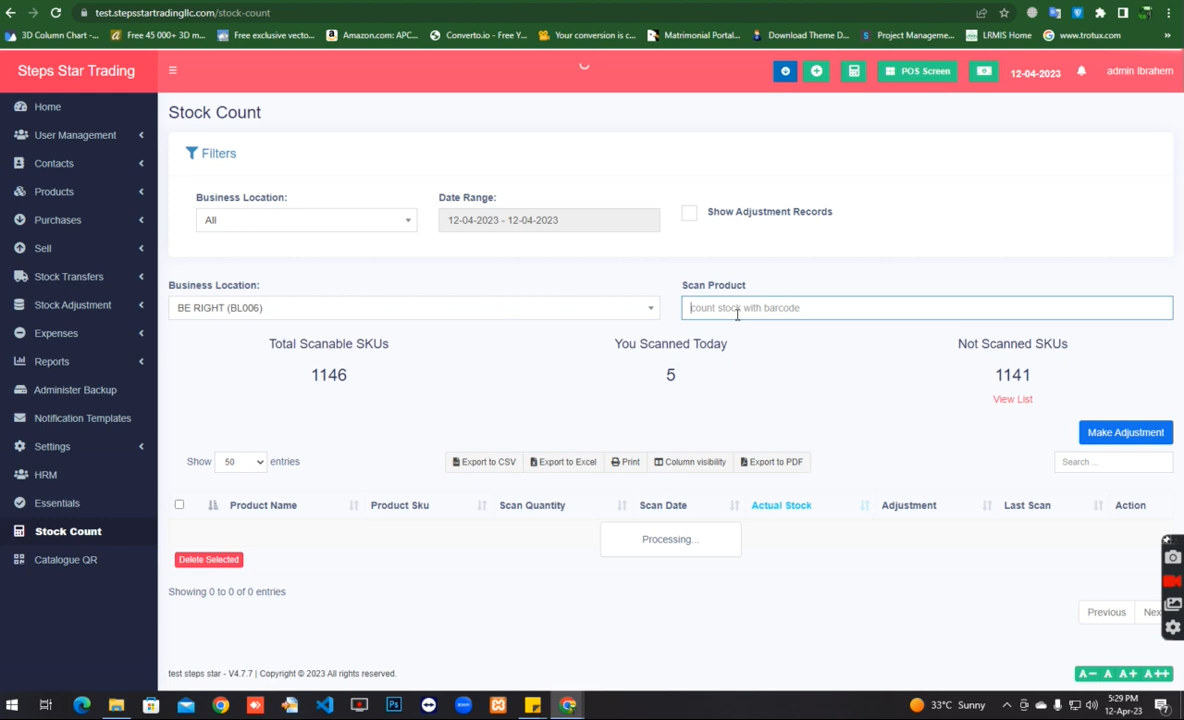 test.stepsstartradingllc.com/stock-count
3D Column Chart -...
Free 45 000+ 3D m...
Free exclusive vecto...
Amazon.com: APC...
Converto.io - Free Y...
Your conversion is c...
Matrimonial Portal...
Download Theme D...
Project Manageme...
LRMIS Home
www.trotux.com
»
Steps Star Trading
POS Screen
12-04-2023
admin Ibrahem
Home
User Management
Contacts
Products
Purchases
Sell
Stock Transfers
Stock Adjustment
Expenses
Reports
Administer Backup
Notification Templates
Settings
HRM
Essentials
Stock Count
Catalogue QR
Stock Count
Filters
Business Location:
Date Range:
All
12-04-2023 - 12-04-2023
Show Adjustment Records
Business Location:
Scan Product
BE RIGHT (BL006)
count stock with barcode
Total Scanable SKUs
You Scanned Today
Not Scanned SKUs
1146
5
1141
View List
Make Adjustment
Show 50 entries
Export to CSV
Export to Excel
Print
Column visibility
Export to PDF
Search ...
Product Name
Product Sku
Scan Quantity
Scan Date
Actual Stock
Adjustment
Last Scan
Action
Processing...
Delete Selected
Showing 0 to 0 of 0 entries
Previous
Nex
test steps star - V4.7.7 | Copyright © 2023 All rights reserved.
A- A A+ A++
33°C Sunny
5:29 PM
12-Apr-23